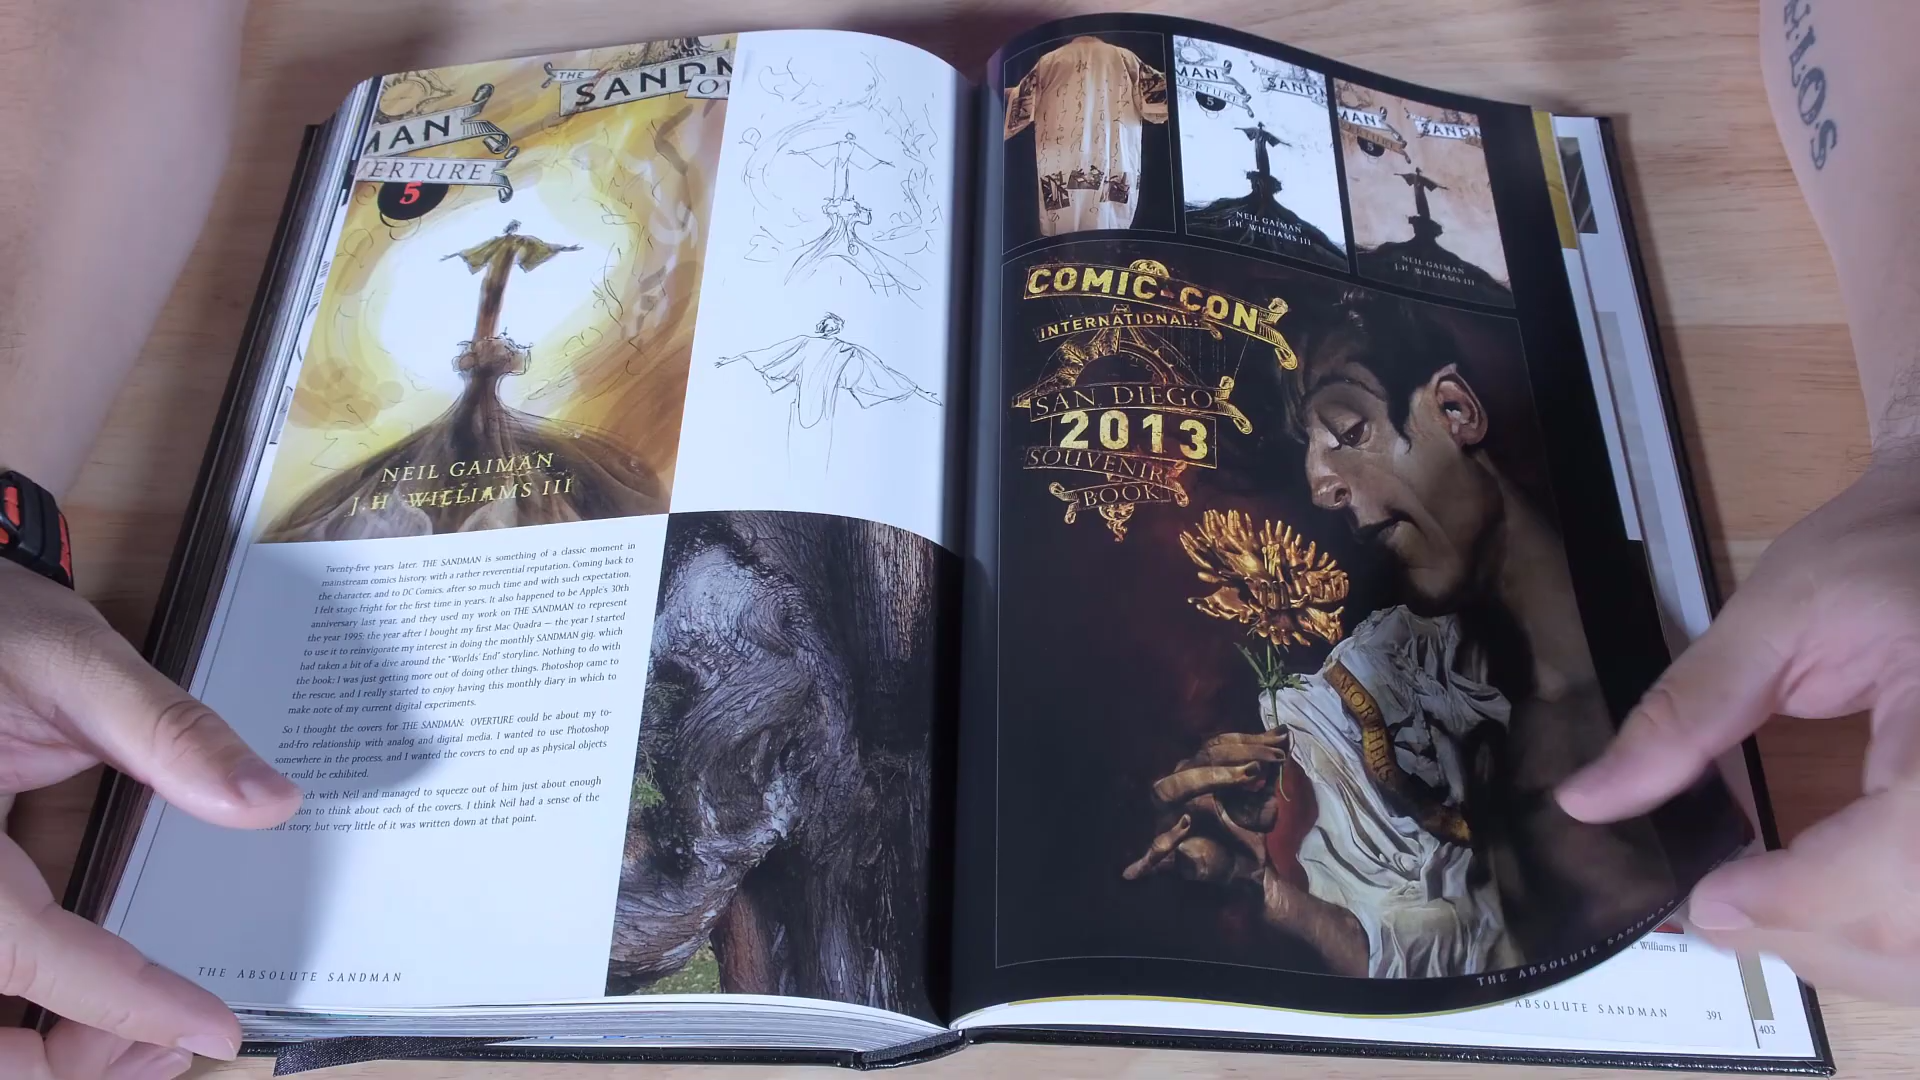 THE
SANDM
MAN
ERTURE
5
NEIL GAIMAN
J.H. WILLIAMS III
Twenty-five years later, THE SANDMAN is something of a classic moment in
mainstream comics history, with a rather reverential reputation. Coming back to
the character, and to DC Comics, after so much time and with such expectation,
I felt stage fright for the first time in years. It also happened to be Apple's 30th
anniversary last year, and they used my work on THE SANDMAN to represent
the year 1995: the year after I bought my first Mac Quadra — the year I started
to use it to reinvigorate my interest in doing the monthly SANDMAN gig, which
had taken a bit of a dive around the "Worlds' End" storyline. Nothing to do with
the book; I was just getting more out of doing other things. Photoshop came to
the rescue, and I really started to enjoy having this monthly diary in which to
make note of my current digital experiments.
So I thought the covers for THE SANDMAN: OVERTURE could be about my to-
and-fro relationship with analog and digital media. I wanted to use Photoshop
somewhere in the process, and I wanted the covers to end up as physical objects
could be exhibited.
with Neil and managed to squeeze out of him just about enough
to think about each of the covers. I think Neil had a sense of the
story, but very little of it was written down at that point.
THE ABSOLUTE SANDMAN
MAN
ERTURE
5
SANDM
NEIL GAIMAN
J.H. WILLIAMS III
MAN
SANDM
5
NEIL GAIMAN
J.H. WILLIAMS III
COMIC-CON
INTERNATIONAL:
SAN DIEGO
2013
SOUVENIR
BOOK
MORPHEUS
THE ABSOLUTE SANDMAN
Williams III
ABSOLUTE SANDMAN
391
403
LOS